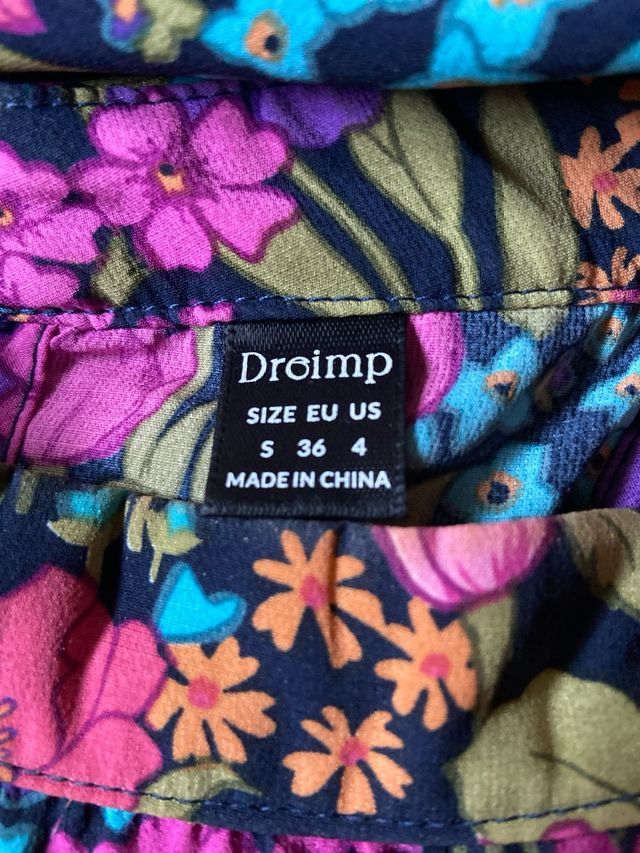 Droimp
SIZE EU US
S 36 4
MADE IN CHINA